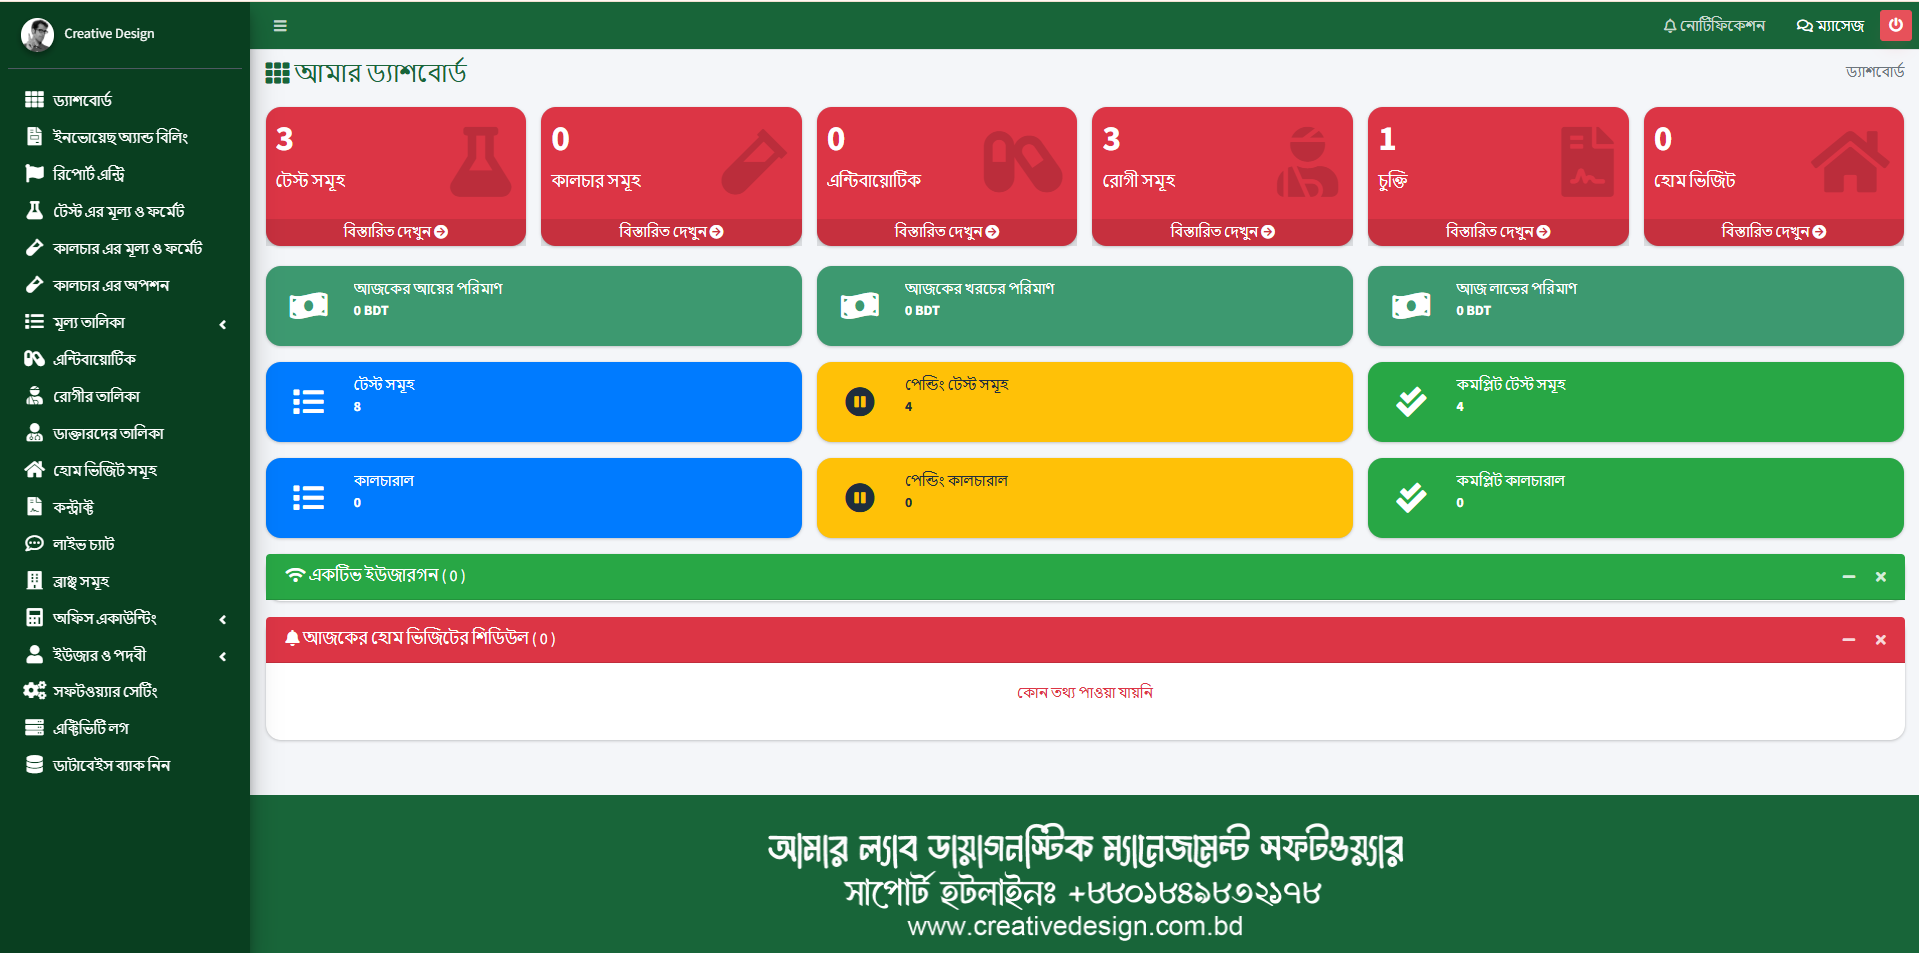 Creative Design
ড্যাশবোর্ড
ইনভোয়েছ অ্যান্ড বিলিং
রিপোর্ট এন্ট্রি
টেস্ট এর মূল্য ও ফর্মেট
কালচার এর মূল্য ও ফর্মেট
কালচার এর অপশন
মূল্য তালিকা
এন্টিবায়োটিক
রোগীর তালিকা
ডাক্তারদের তালিকা
হোম ভিজিট সমূহ
কন্ট্রাক্ট
লাইভ চ্যাট
ব্রাঞ্চ সমূহ
অফিস একাউন্টিং
ইউজার ও পদবী
সফটওয়্যার সেটিং
এক্টিভিটি লগ
ডাটাবেইস ব্যাক নিন
নোটিফিকেশন
ম্যাসেজ
আমার ড্যাশবোর্ড
ড্যাশবোর্ড
3
টেস্ট সমূহ
বিস্তারিত দেখুন
0
কালচার সমূহ
বিস্তারিত দেখুন
0
এন্টিবায়োটিক
বিস্তারিত দেখুন
3
রোগী সমূহ
বিস্তারিত দেখুন
1
চুক্তি
বিস্তারিত দেখুন
0
হোম ভিজিট
বিস্তারিত দেখুন
আজকের আয়ের পরিমাণ
0 BDT
আজকের খরচের পরিমাণ
0 BDT
আজ লাভের পরিমাণ
0 BDT
টেস্ট সমূহ
8
পেন্ডিং টেস্ট সমূহ
4
কমপ্লিট টেস্ট সমূহ
4
কালচারাল
0
পেন্ডিং কালচারাল
0
কমপ্লিট কালচারাল
0
একটিভ ইউজারগন ( 0 )
আজকের হোম ভিজিটের শিডিউল ( 0 )
কোন তথ্য পাওয়া যায়নি
আমার ল্যাব ডায়াগনস্টিক ম্যানেজমেন্ট সফটওয়্যার
সাপোর্ট হটলাইনঃ +৮৮০১৮৪৯৮৩২১৭৮
www.creativedesign.com.bd